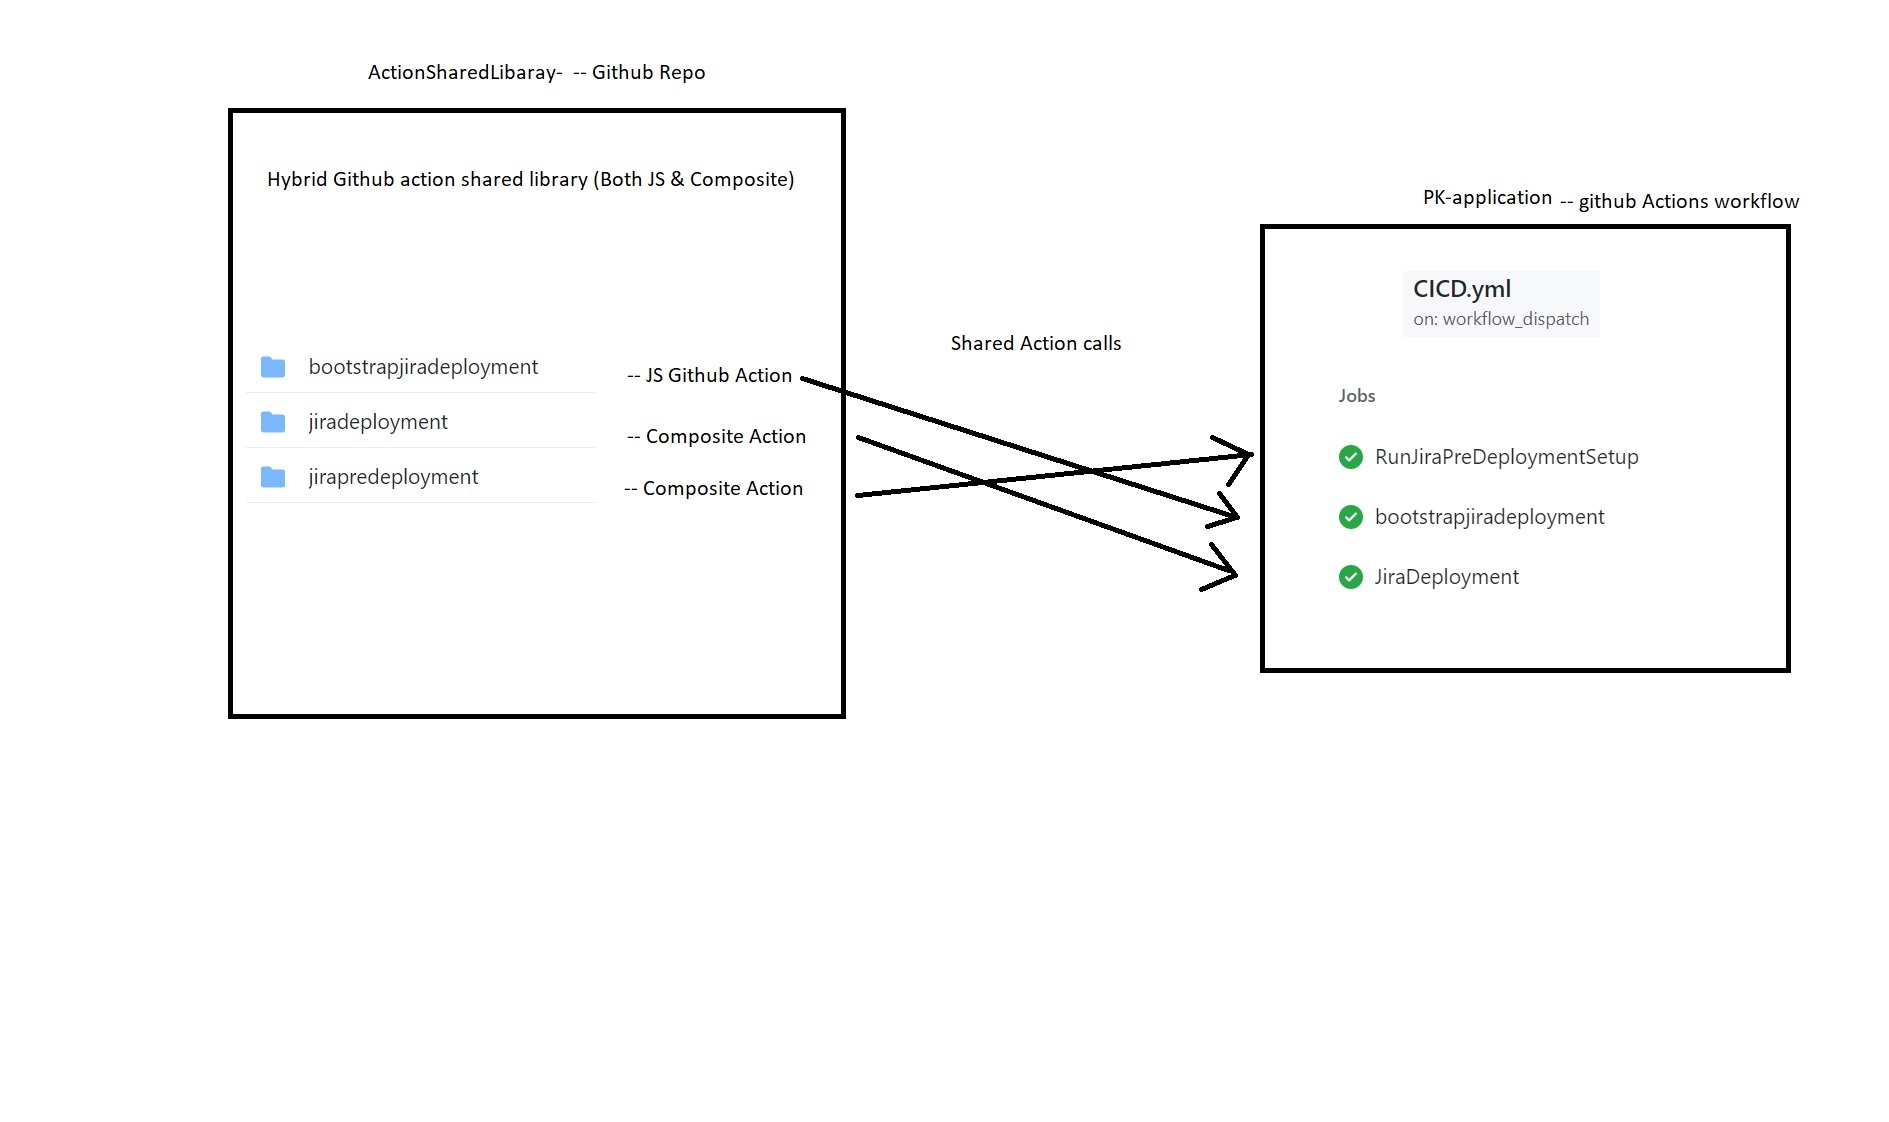 ActionSharedLibaray- -- Github Repo
Hybrid Github action shared library (Both JS & Composite)
bootstrapjiradeployment -- JS Github Action
jiradeployment -- Composite Action
jirapredeployment -- Composite Action
Shared Action calls
PK-application -- github Actions workflow
CICD.yml
on: workflow_dispatch
Jobs
RunJiraPreDeploymentSetup
bootstrapjiradeployment
JiraDeployment